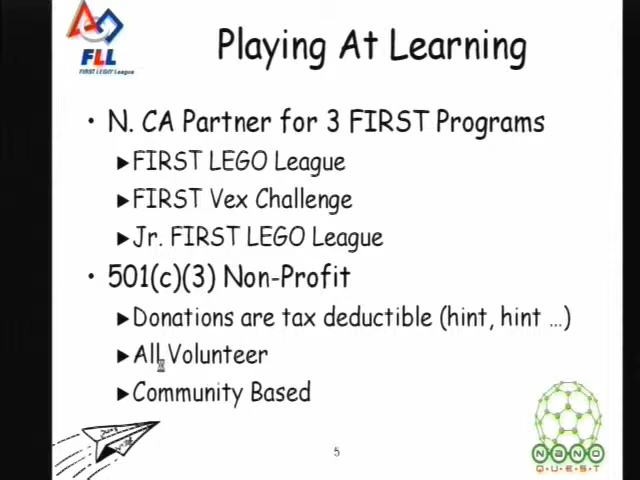 FLL
FIRST LEGO League
Playing At Learning
• N. CA Partner for 3 FIRST Programs
▶FIRST LEGO League
▶FIRST Vex Challenge
▶Jr. FIRST LEGO League
• 501(c)(3) Non-Profit
▶Donations are tax deductible (hint, hint ...)
▶All Volunteer
▶Community Based
5
NANO
QUEST